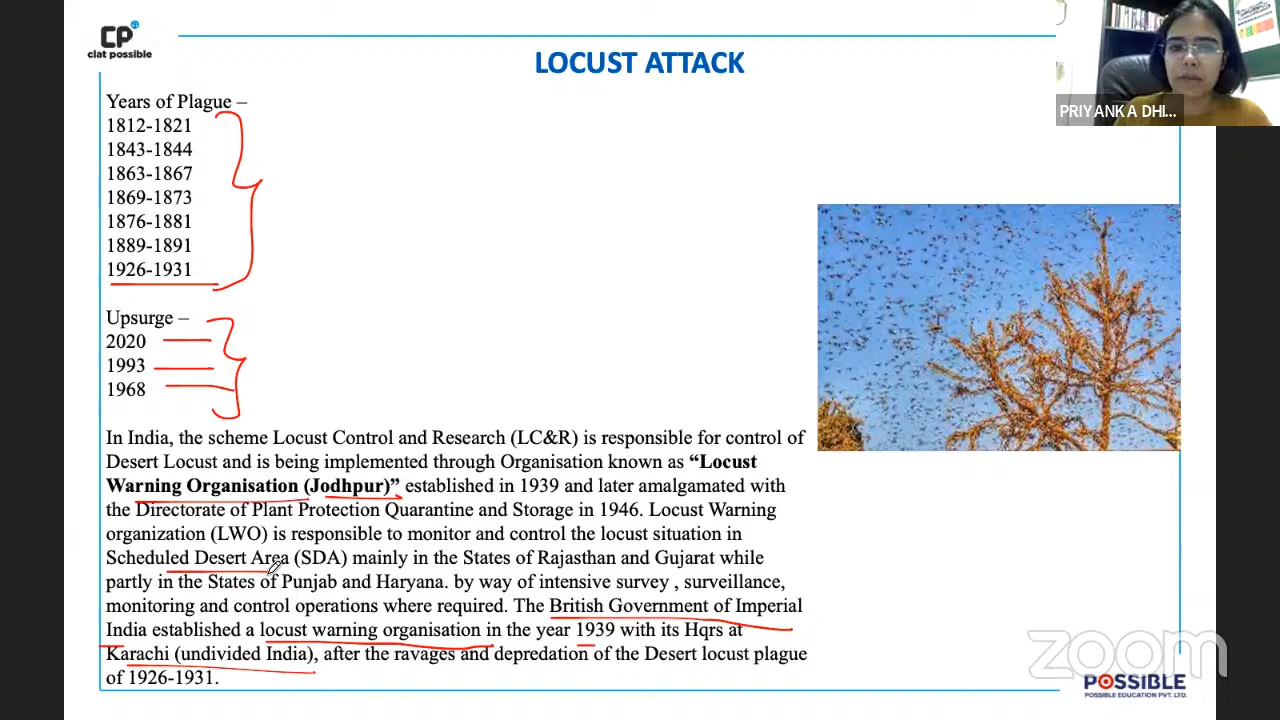 CP
clat possible
LOCUST ATTACK
PRIYANKA DHI...
Years of Plague –
1812-1821
1843-1844
1863-1867
1869-1873
1876-1881
1889-1891
1926-1931
Upsurge –
2020
1993
1968
In India, the scheme Locust Control and Research (LC&R) is responsible for control of
Desert Locust and is being implemented through Organisation known as “Locust
Warning Organisation (Jodhpur)” established in 1939 and later amalgamated with
the Directorate of Plant Protection Quarantine and Storage in 1946. Locust Warning
organization (LWO) is responsible to monitor and control the locust situation in
Scheduled Desert Area (SDA) mainly in the States of Rajasthan and Gujarat while
partly in the States of Punjab and Haryana. by way of intensive survey , surveillance,
monitoring and control operations where required. The British Government of Imperial
India established a locust warning organisation in the year 1939 with its Hqrs at
Karachi (undivided India), after the ravages and depredation of the Desert locust plague
of 1926-1931.
zoom
POSSIBLE
POSSIBLE EDUCATION PVT. LTD.